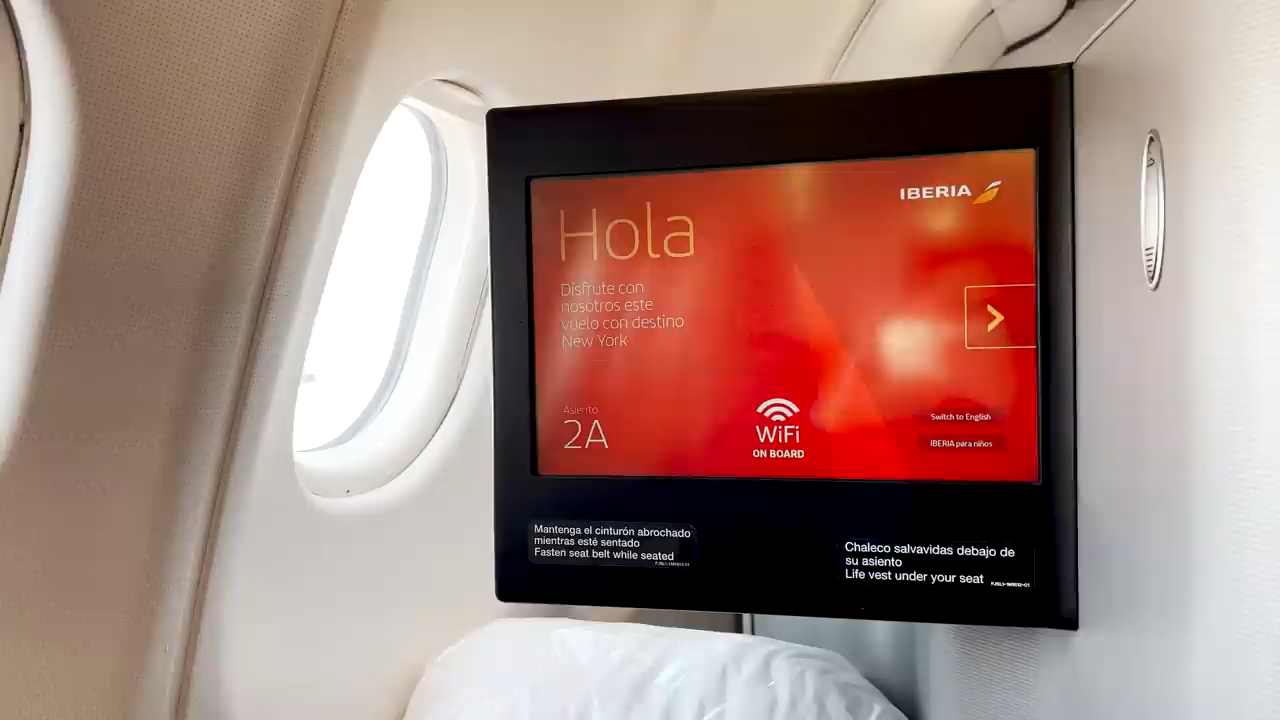 IBERIA
Hola
Disfrute con
nosotros este
vuelo con destino
New York
Asiento
2A
WiFi
ON BOARD
Switch to English
IBERIA para niños
Mantenga el cinturón abrochado
mientras esté sentado
Fasten seat belt while seated
Chaleco salvavidas debajo de
su asiento
Life vest under your seat